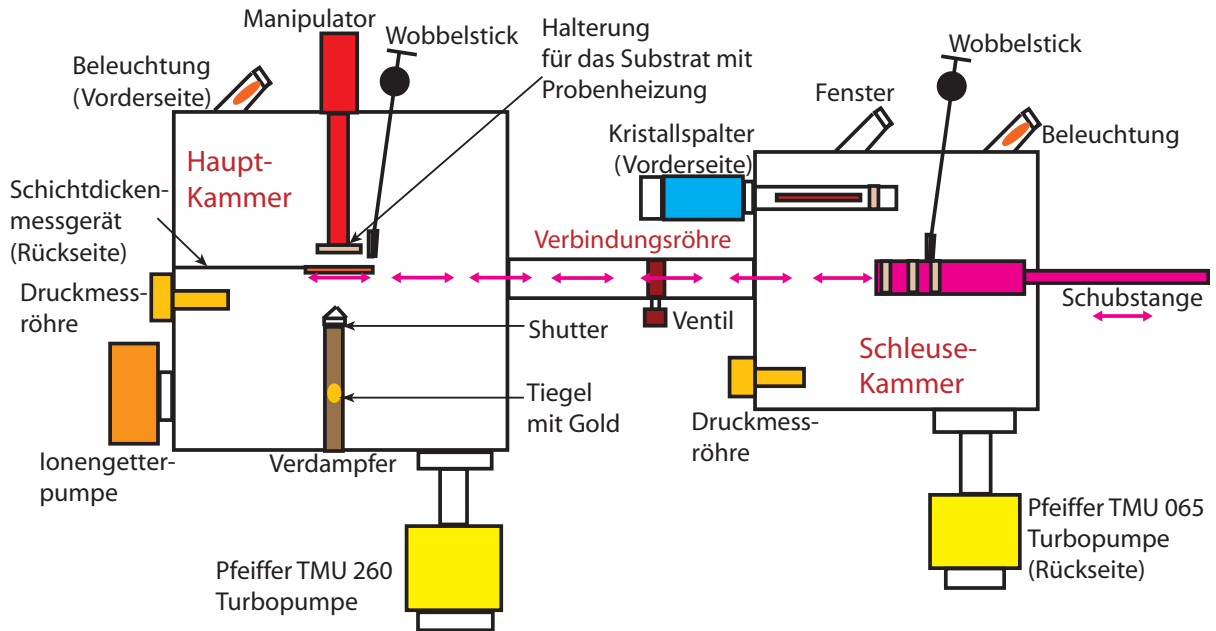 Manipulator
Wobbelstick
Halterung
für das Substrat mit
Probenheizung
Beleuchtung
(Vorderseite)
Haupt-
Kammer
Schichtdicken-
messgerät
(Rückseite)
Druckmess-
röhre
Ionengetter-
pumpe
Verdampfer
Shutter
Tiegel
mit Gold
Pfeiffer TMU 260
Turbopumpe
Verbindungsröhre
Ventil
Kristallspalter
(Vorderseite)
Fenster
Wobbelstick
Beleuchtung
Schubstange
Schleuse-
Kammer
Druckmess-
röhre
Pfeiffer TMU 065
Turbopumpe
(Rückseite)